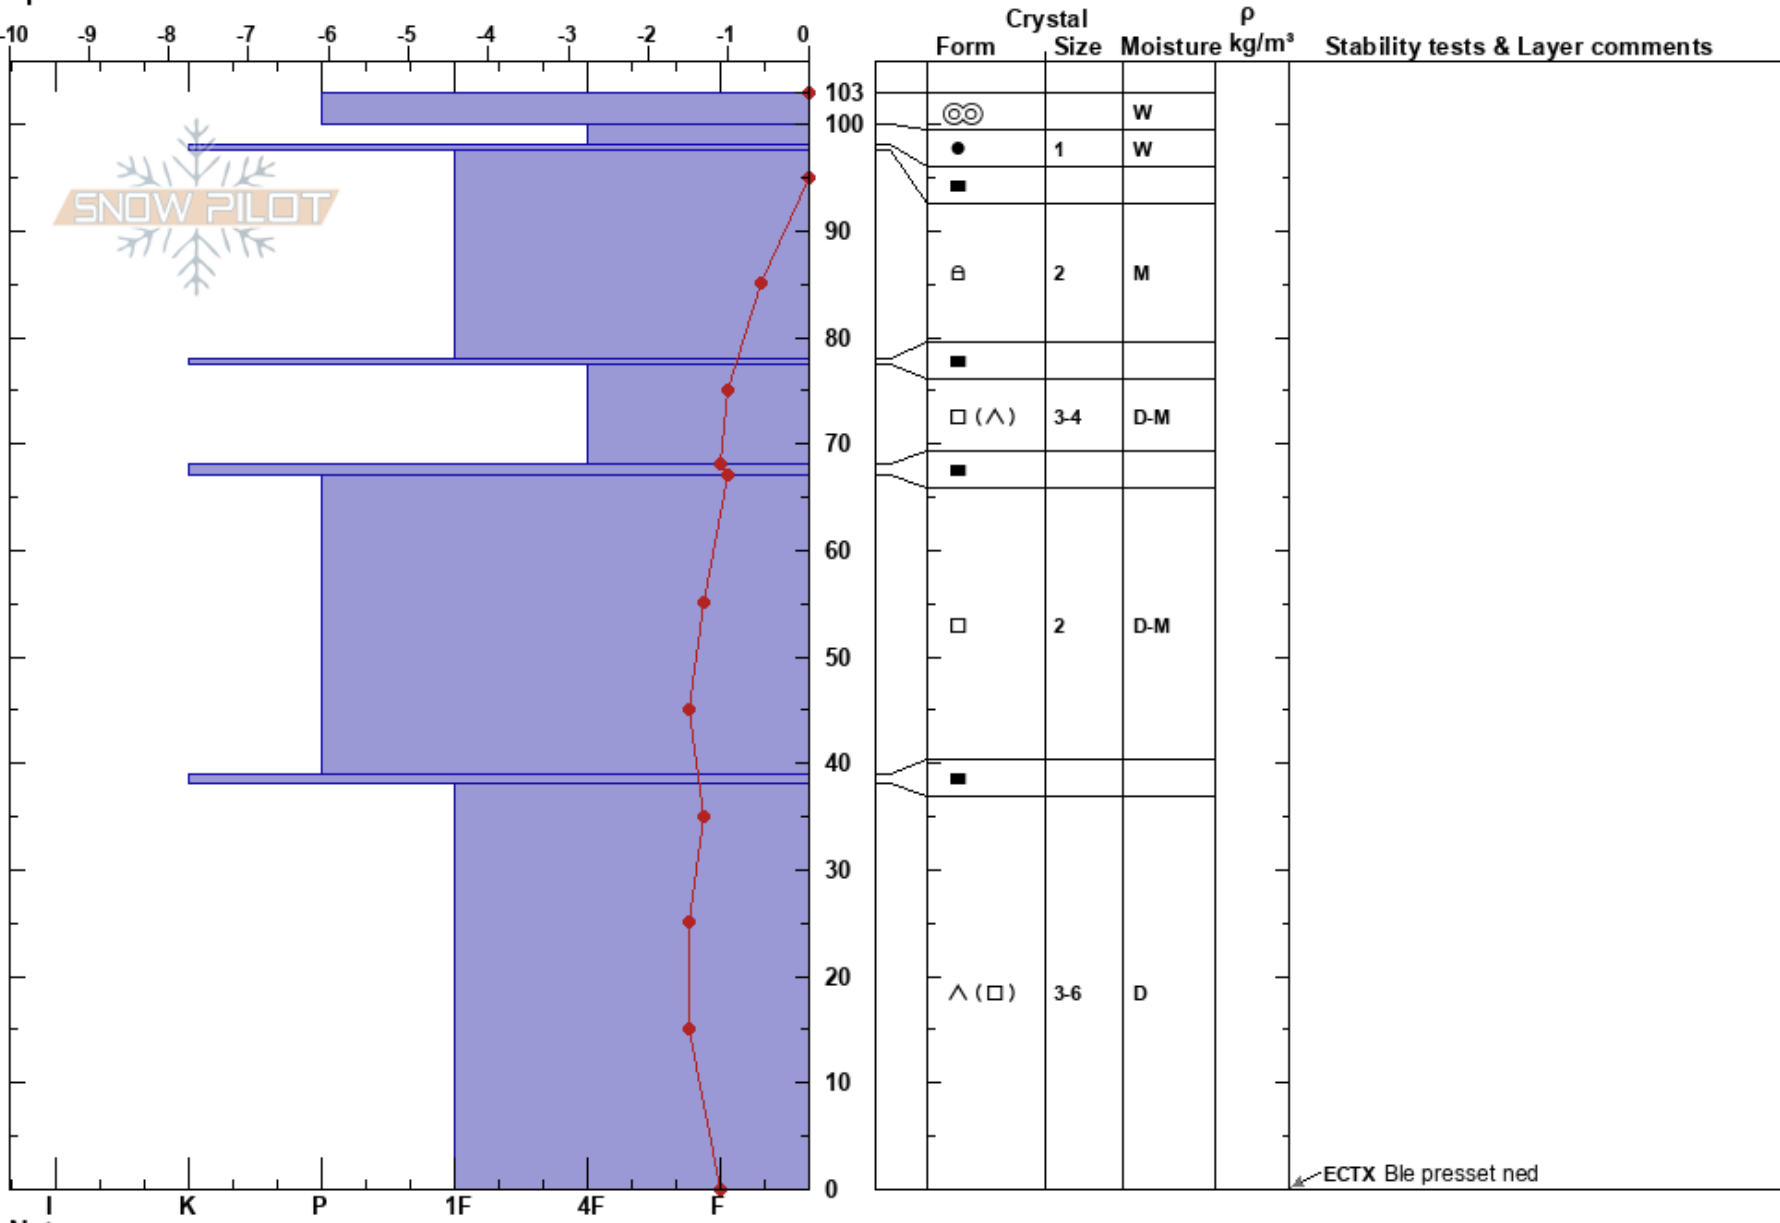 Crystal ρ
-10 -9 -8 -7 -6 -5 -4 -3 -2 -1 0 Form Size Moisture kg/m³ Stability tests & Layer comments
103
W
100
1 W
SNOW PILOT
90
2 M
80
(∧) 3-4 D-M
70
60
2 D-M
50
40
30
20
∧ (□) 3-6 D
10
ECTX Ble presset ned
0
I K P 1F 4F F